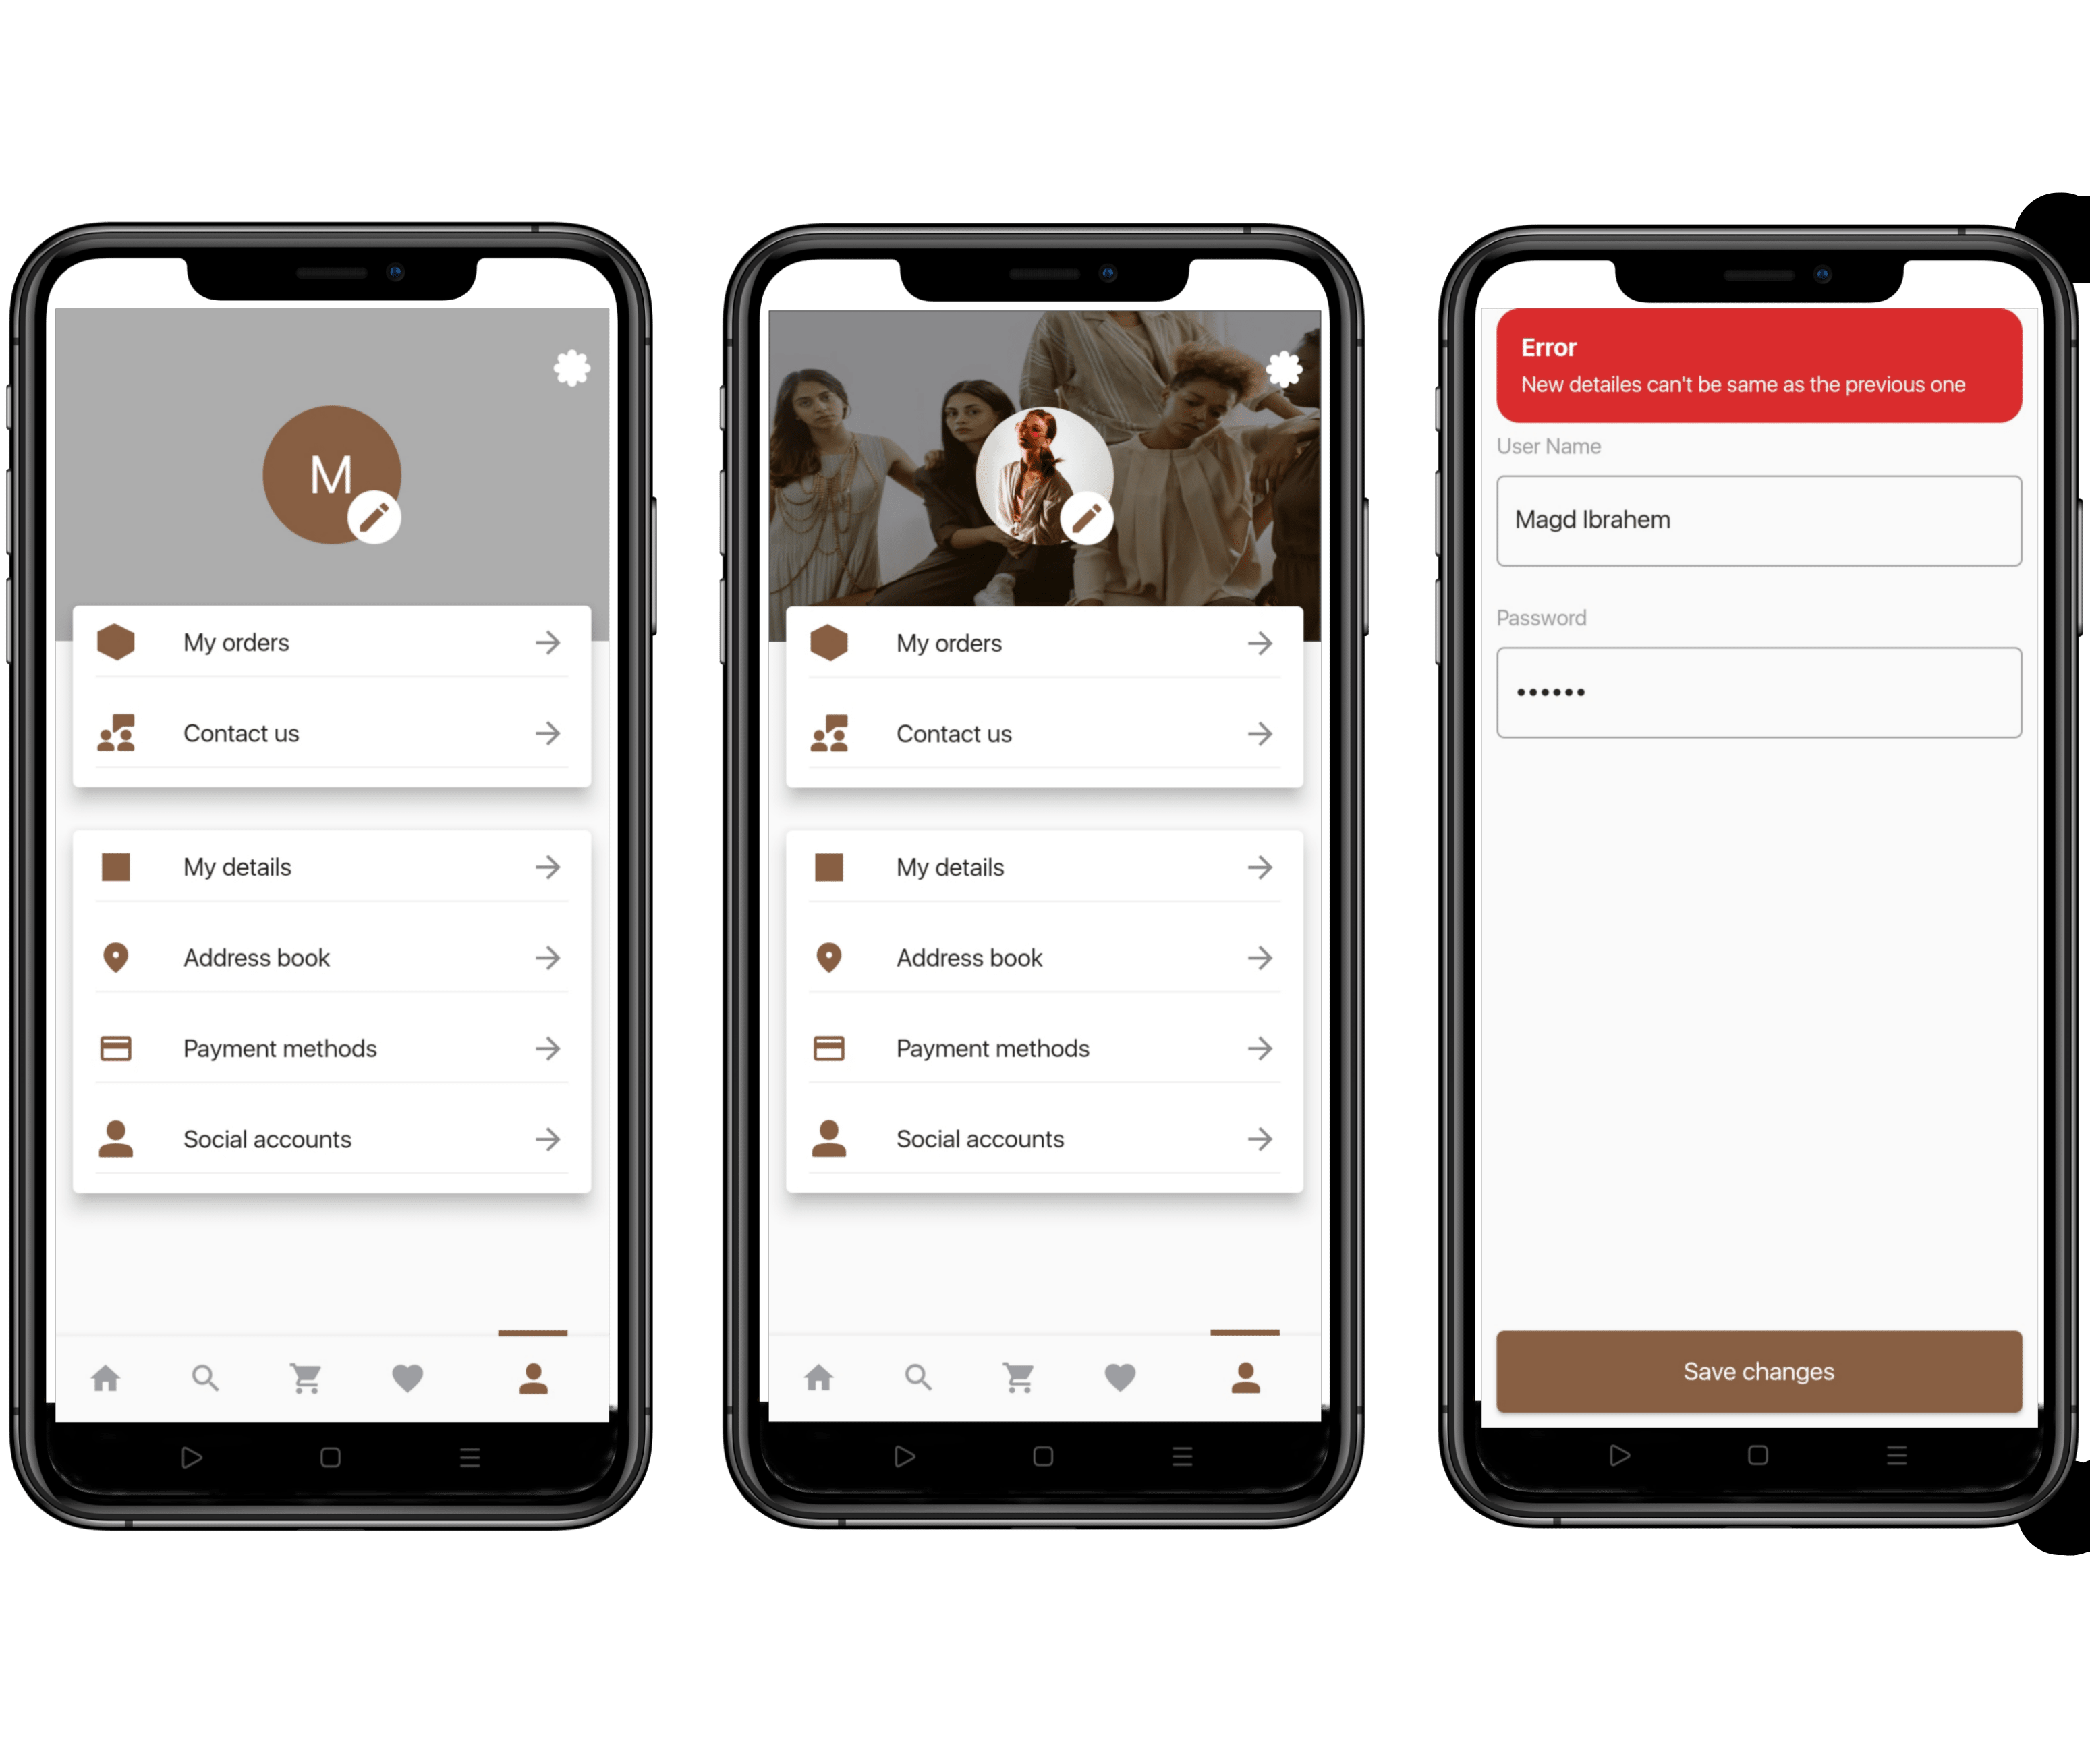 M
My orders
Contact us
My details
Address book
Payment methods
Social accounts
My orders
Contact us
My details
Address book
Payment methods
Social accounts
Error
New detailes can't be same as the previous one
User Name
Magd Ibrahem
Password
••••••
Save changes